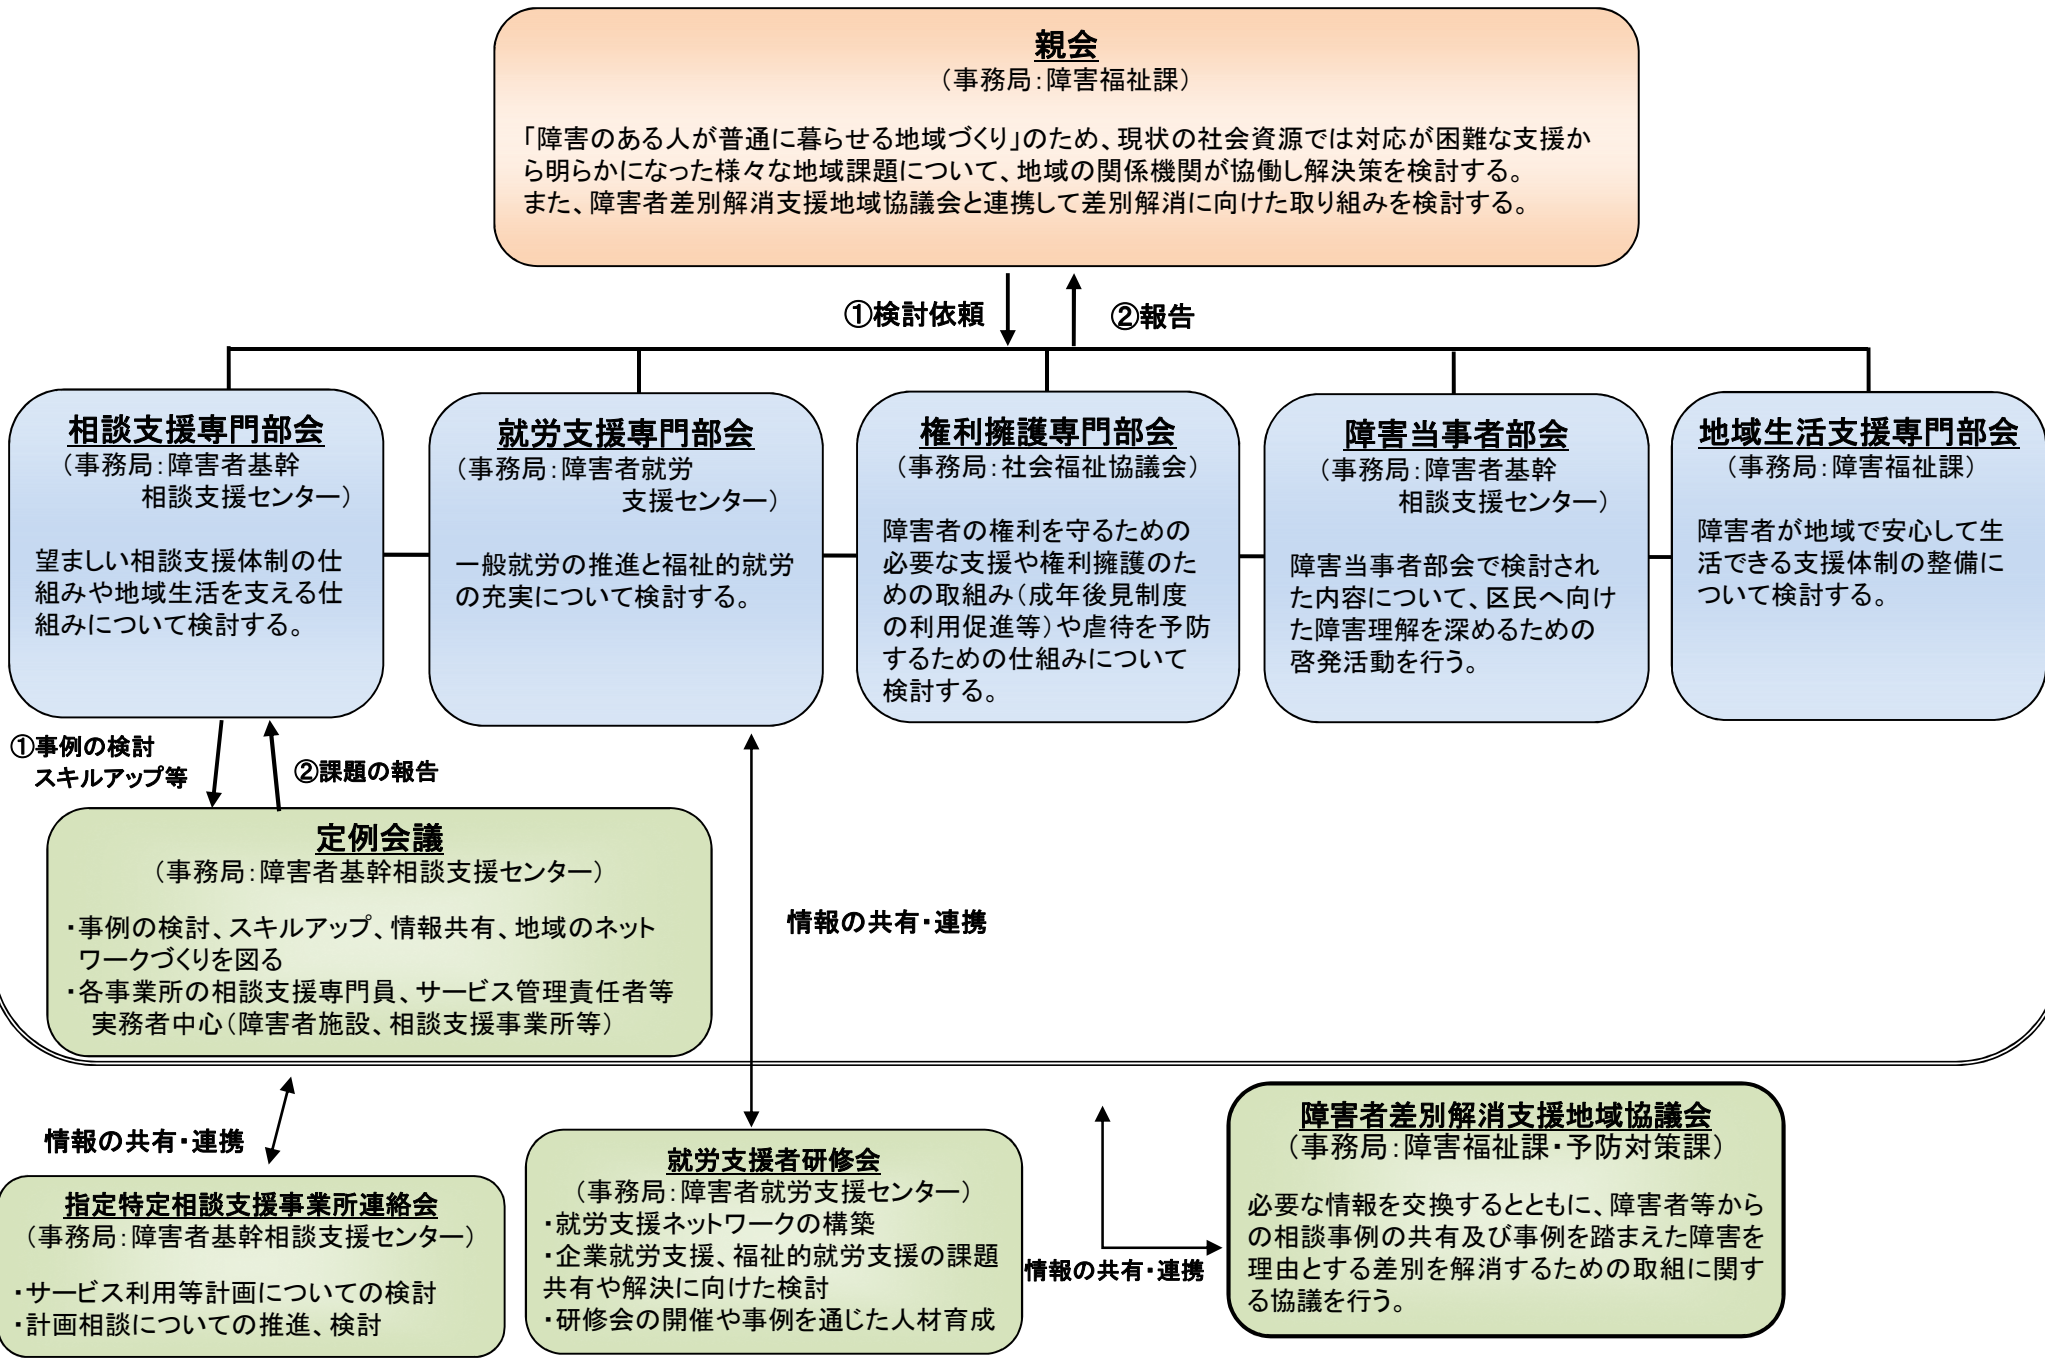 親会
（事務局：障害福祉課）
「障害のある人が普通に暮らせる地域づくり」のため、現状の社会資源では対応が困難な支援か
ら明らかになった様々な地域課題について、地域の関係機関が協働し解決策を検討する。
また、障害者差別解消支援地域協議会と連携して差別解消に向けた取り組みを検討する。
①検討依頼
②報告
相談支援専門部会
（事務局：障害者基幹
相談支援センター）
望ましい相談支援体制の仕
組みや地域生活を支える仕
組みについて検討する。
就労支援専門部会
（事務局：障害者就労
支援センター）
一般就労の推進と福祉的就労
の充実について検討する。
権利擁護専門部会
（事務局：社会福祉協議会）
障害者の権利を守るための
必要な支援や権利擁護のた
めの取組み（成年後見制度
の利用促進等）や虐待を予防
するための仕組みについて
検討する。
障害当事者部会
（事務局：障害者基幹
相談支援センター）
障害当事者部会で検討され
た内容について、区民へ向け
た障害理解を深めるための
啓発活動を行う。
地域生活支援専門部会
（事務局：障害福祉課）
障害者が地域で安心して生
活できる支援体制の整備に
ついて検討する。
①事例の検討
スキルアップ等
②課題の報告
定例会議
（事務局：障害者基幹相談支援センター）
・事例の検討、スキルアップ、情報共有、地域のネット
ワークづくりを図る
・各事業所の相談支援専門員、サービス管理責任者等
実務者中心（障害者施設、相談支援事業所等）
情報の共有・連携
情報の共有・連携
指定特定相談支援事業所連絡会
（事務局：障害者基幹相談支援センター）
・サービス利用等計画についての検討
・計画相談についての推進、検討
就労支援者研修会
（事務局：障害者就労支援センター）
・就労支援ネットワークの構築
・企業就労支援、福祉的就労支援の課題
共有や解決に向けた検討
・研修会の開催や事例を通じた人材育成
情報の共有・連携
障害者差別解消支援地域協議会
（事務局：障害福祉課・予防対策課）
必要な情報を交換するとともに、障害者等から
の相談事例の共有及び事例を踏まえた障害を
理由とする差別を解消するための取組に関す
る協議を行う。